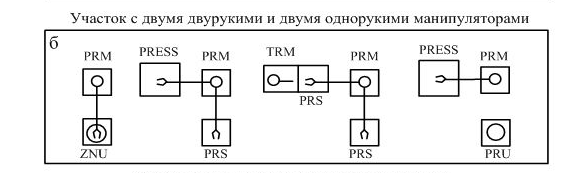 Участок с двумя двурукими и двумя однорукими манипуляторами
б
PRM PRESS PRM TRM PRM PRESS PRM
PRS
ZNU PRS PRS PRU